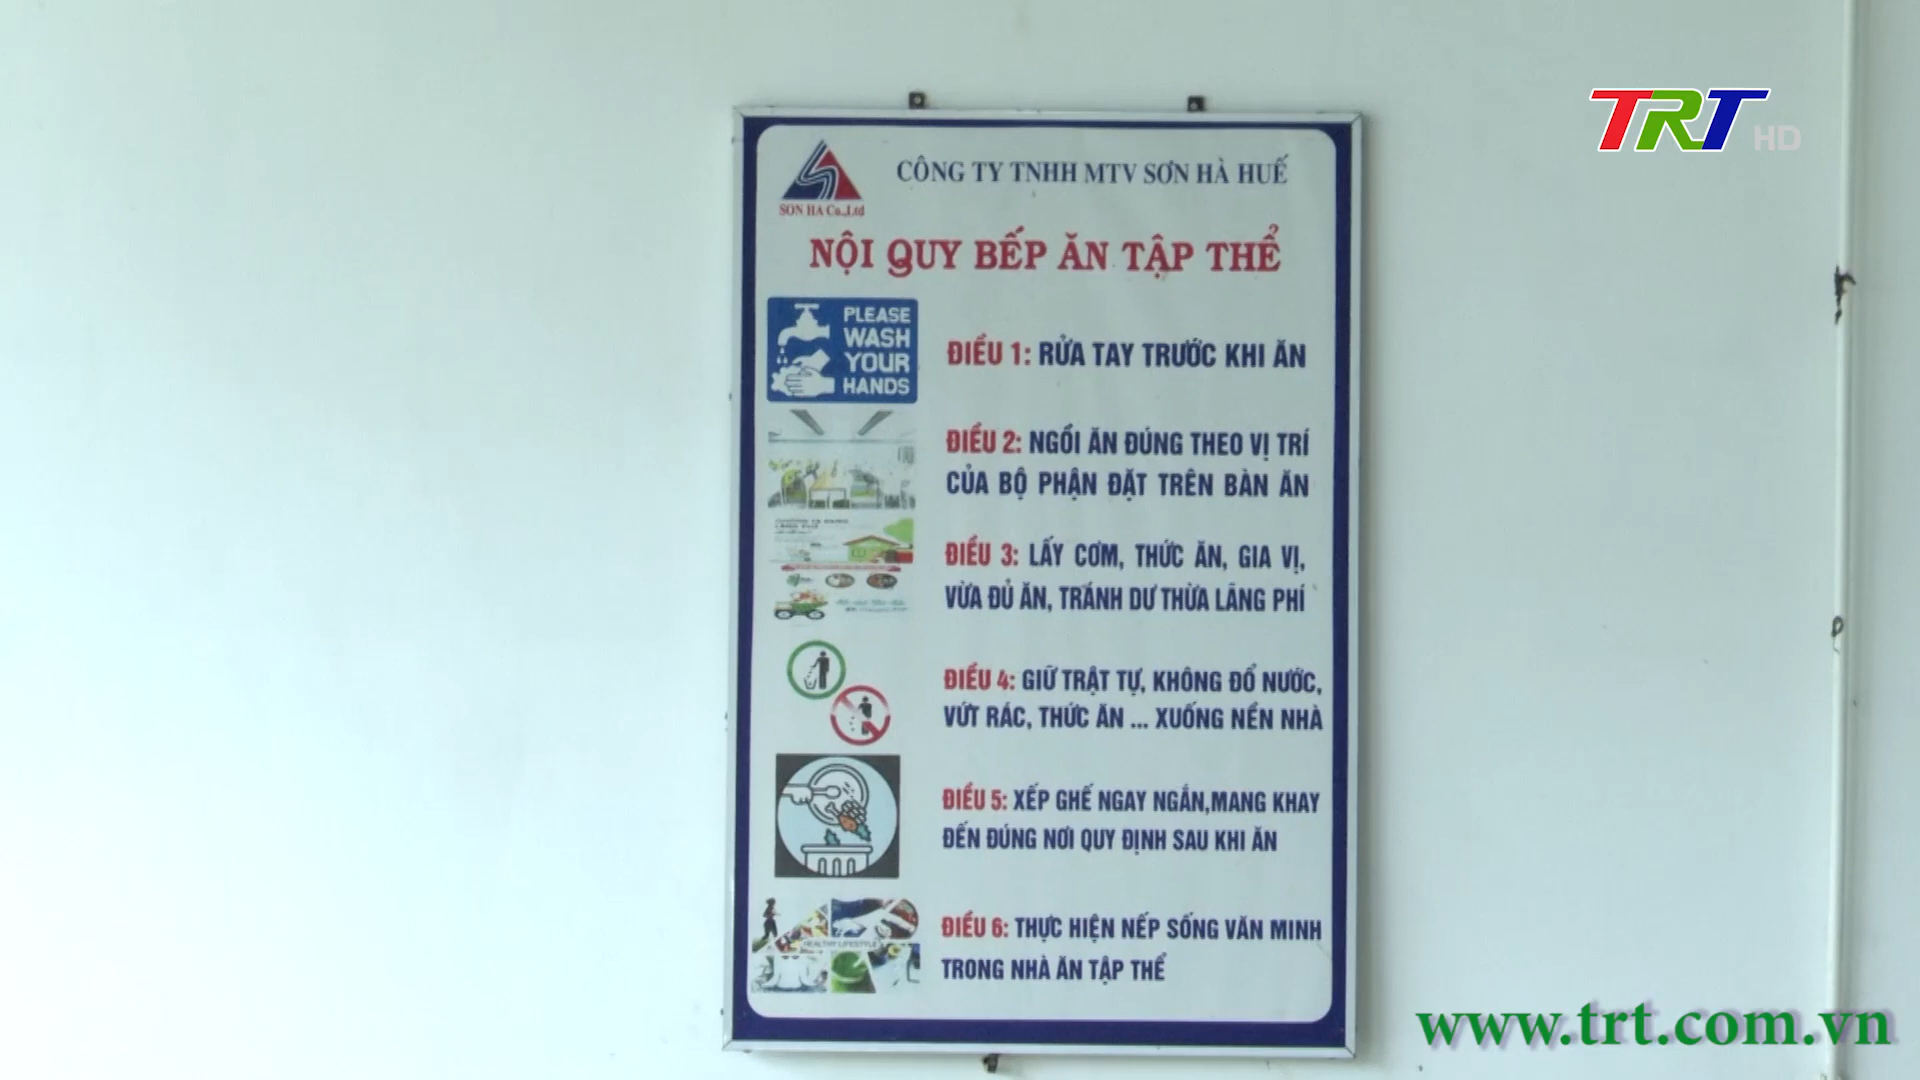 TRT HD
CÔNG TY TNHH MTV SƠN HÀ HUẾ
SON HA Co.,Ltd
NỘI QUY BẾP ĂN TẬP THỂ
PLEASE
WASH
YOUR
HANDS
ĐIỀU 1: RỬA TAY TRƯỚC KHI ĂN
ĐIỀU 2: NGỒI ĂN ĐÚNG THEO VỊ TRÍ
CỦA BỘ PHẬN ĐẶT TRÊN BÀN ĂN
ĐIỀU 3: LẤY CƠM, THỨC ĂN, GIA VỊ,
VỪA ĐỦ ĂN, TRÁNH DƯ THỪA LÃNG PHÍ
ĐIỀU 4: GIỮ TRẬT TỰ, KHÔNG ĐỔ NƯỚC,
VỨT RÁC, THỨC ĂN ... XUỐNG NỀN NHÀ
ĐIỀU 5: XẾP GHẾ NGAY NGẮN,MANG KHAY
ĐẾN ĐÚNG NƠI QUY ĐỊNH SAU KHI ĂN
HEALTHY LIFESTYLE
ĐIỀU 6: THỰC HIỆN NẾP SỐNG VĂN MINH
TRONG NHÀ ĂN TẬP THỂ
www.trt.com.vn